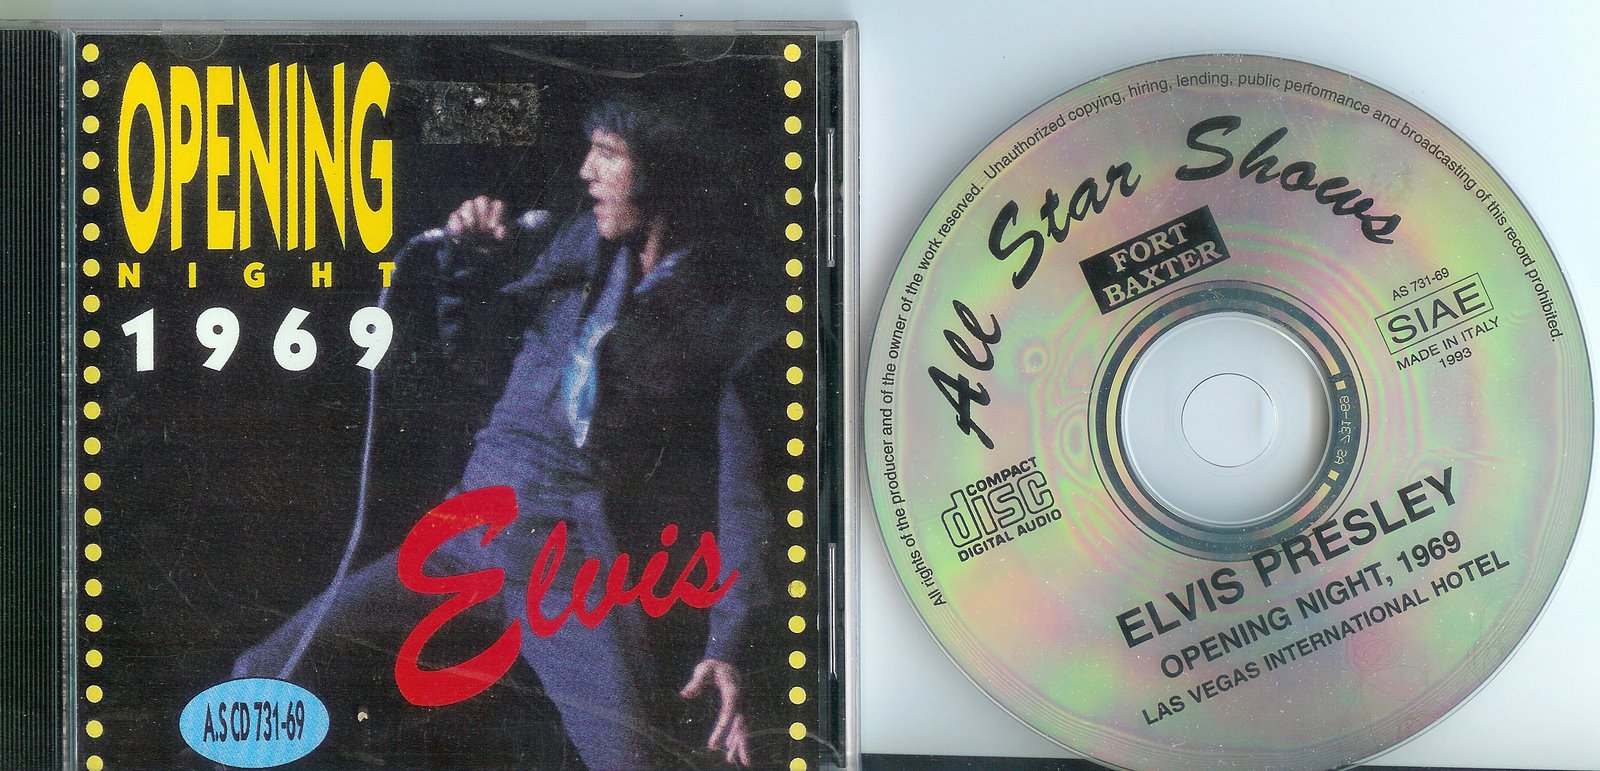 OPENING
NIGHT
1969
Elvis
A.S CD 731-69
All rights of the producer and of the owner of the work reserved. Unauthorized copying, hiring, lending, public performance and broadcasting of this record prohibited.
All Star Shows
FORT
BAXTER
AS 731-69
SIAE
MADE IN ITALY
1993
COMPACT
disc
DIGITAL AUDIO
AS 731-69
ELVIS PRESLEY
OPENING NIGHT, 1969
LAS VEGAS INTERNATIONAL HOTEL